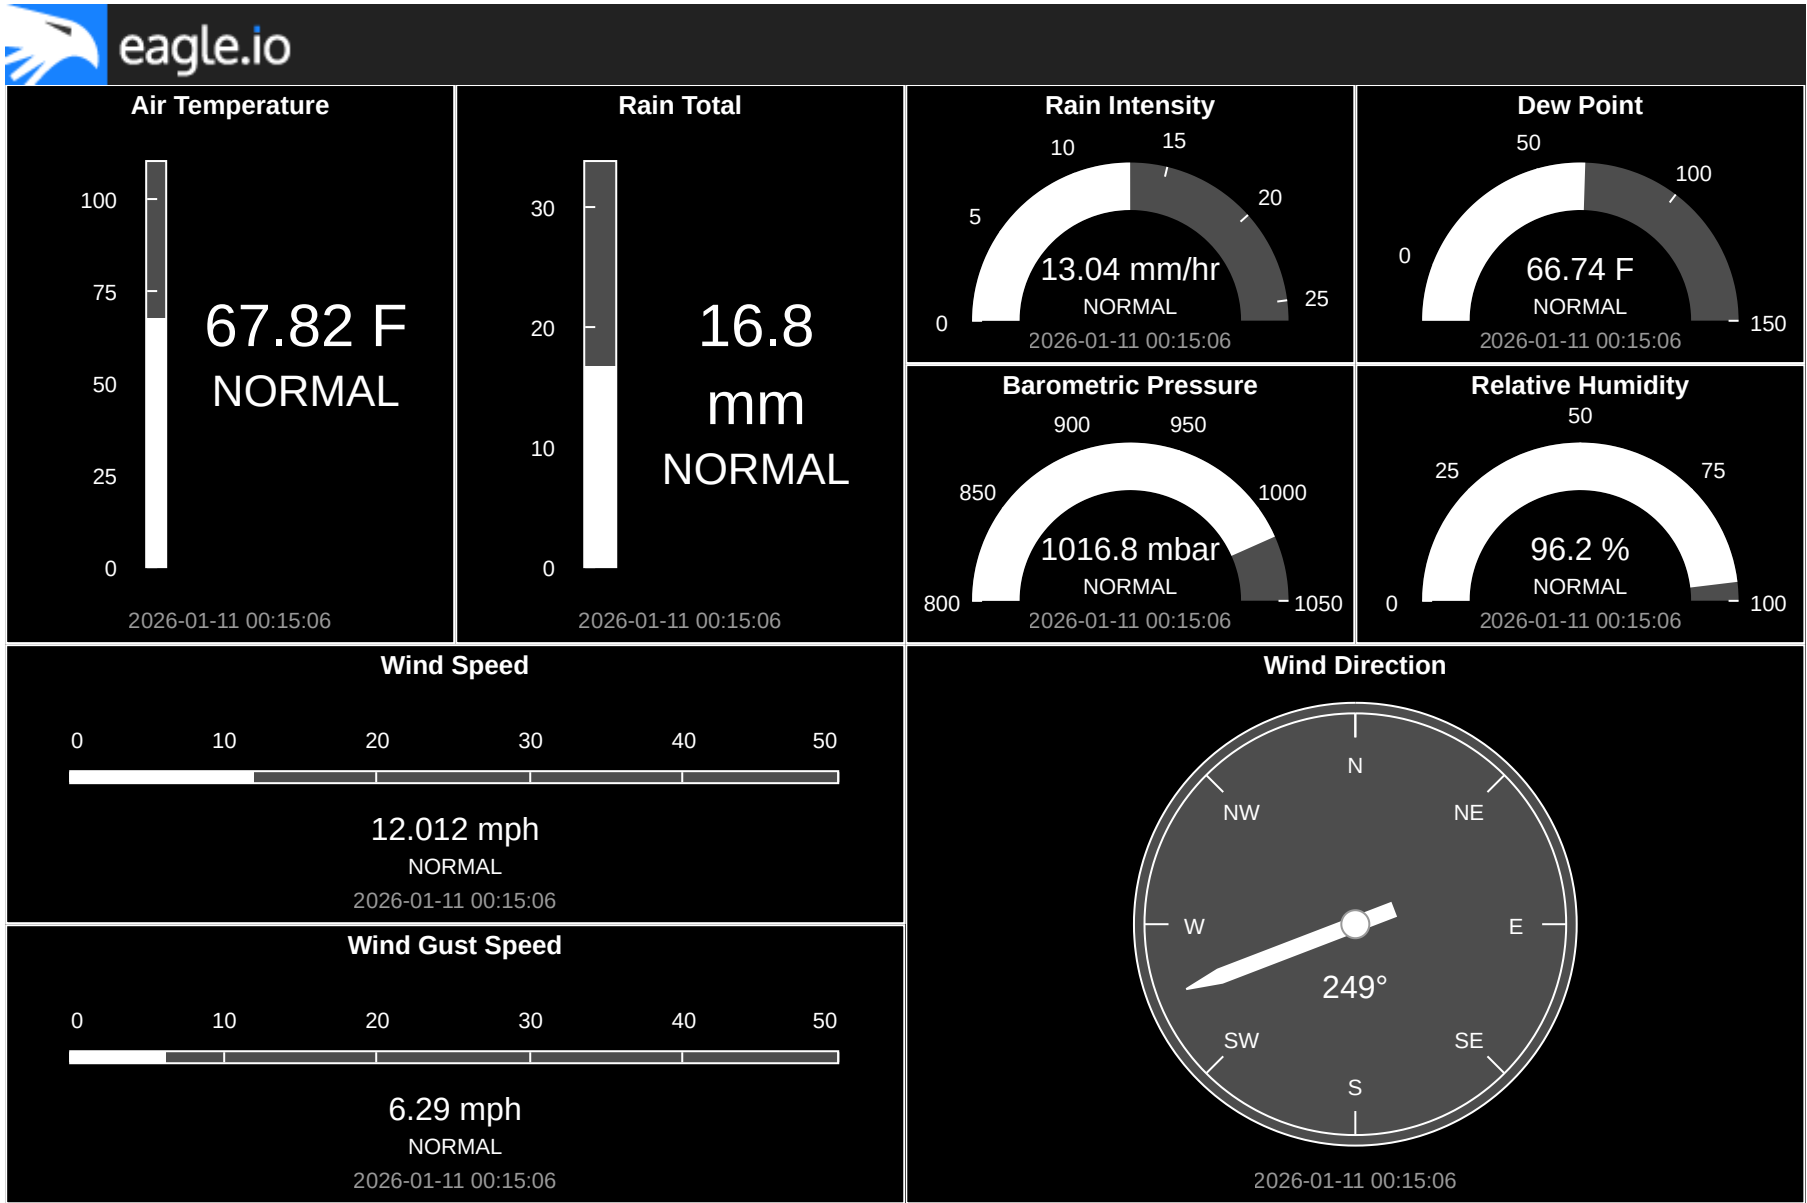 eagle.io
Air Temperature
100
75
50
25
0
67.82 F
NORMAL
2026-01-11 00:15:06
Rain Total
30
20
10
0
16.8
mm
NORMAL
2026-01-11 00:15:06
Rain Intensity
0
5
10
15
20
25
13.04 mm/hr
NORMAL
2026-01-11 00:15:06
Dew Point
0
50
100
150
66.74 F
NORMAL
2026-01-11 00:15:06
Barometric Pressure
800
850
900
950
1000
1050
1016.8 mbar
NORMAL
2026-01-11 00:15:06
Relative Humidity
0
25
50
75
100
96.2 %
NORMAL
2026-01-11 00:15:06
Wind Speed
0 10 20 30 40 50
12.012 mph
NORMAL
2026-01-11 00:15:06
Wind Gust Speed
0 10 20 30 40 50
6.29 mph
NORMAL
2026-01-11 00:15:06
Wind Direction
N
NW NE
W E
249°
SW SE
S
2026-01-11 00:15:06